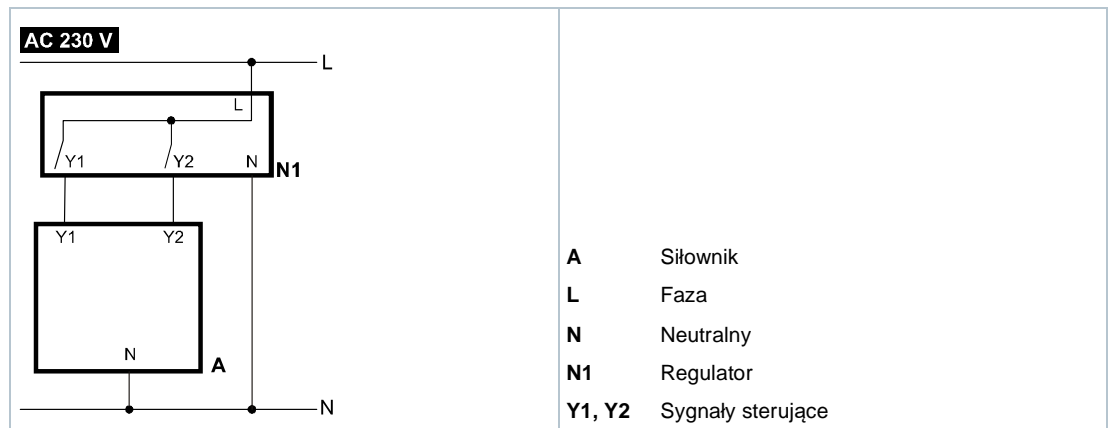 AC 230 V
L
L
Y1 Y2 N
N1
Y1 Y2
N
A
N
A Siłownik
L Faza
N Neutralny
N1 Regulator
Y1, Y2 Sygnały sterujące